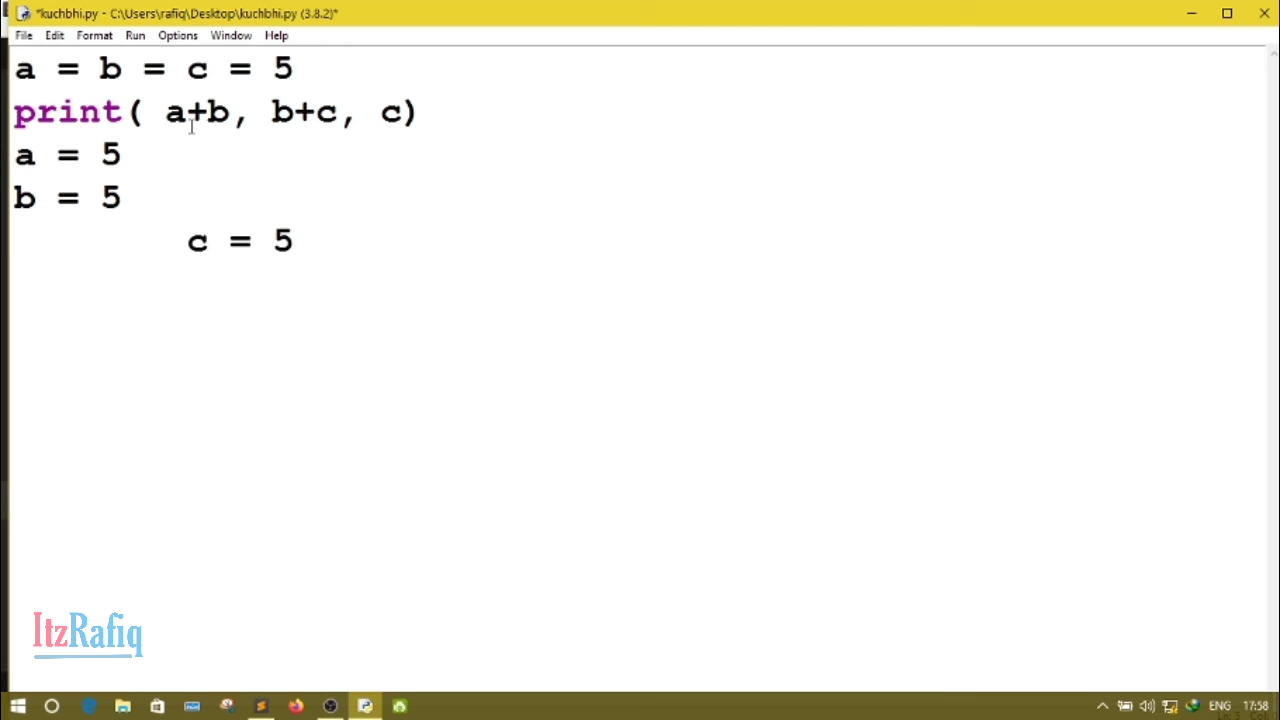 *kuchbhi.py - C:\Users\rafiq\Desktop\kuchbhi.py (3.8.2)*
File Edit Format Run Options Window Help
a = b = c = 5
print( a+b, b+c, c)
a = 5
b = 5
c = 5
ItzRafiq
ENG 17:58